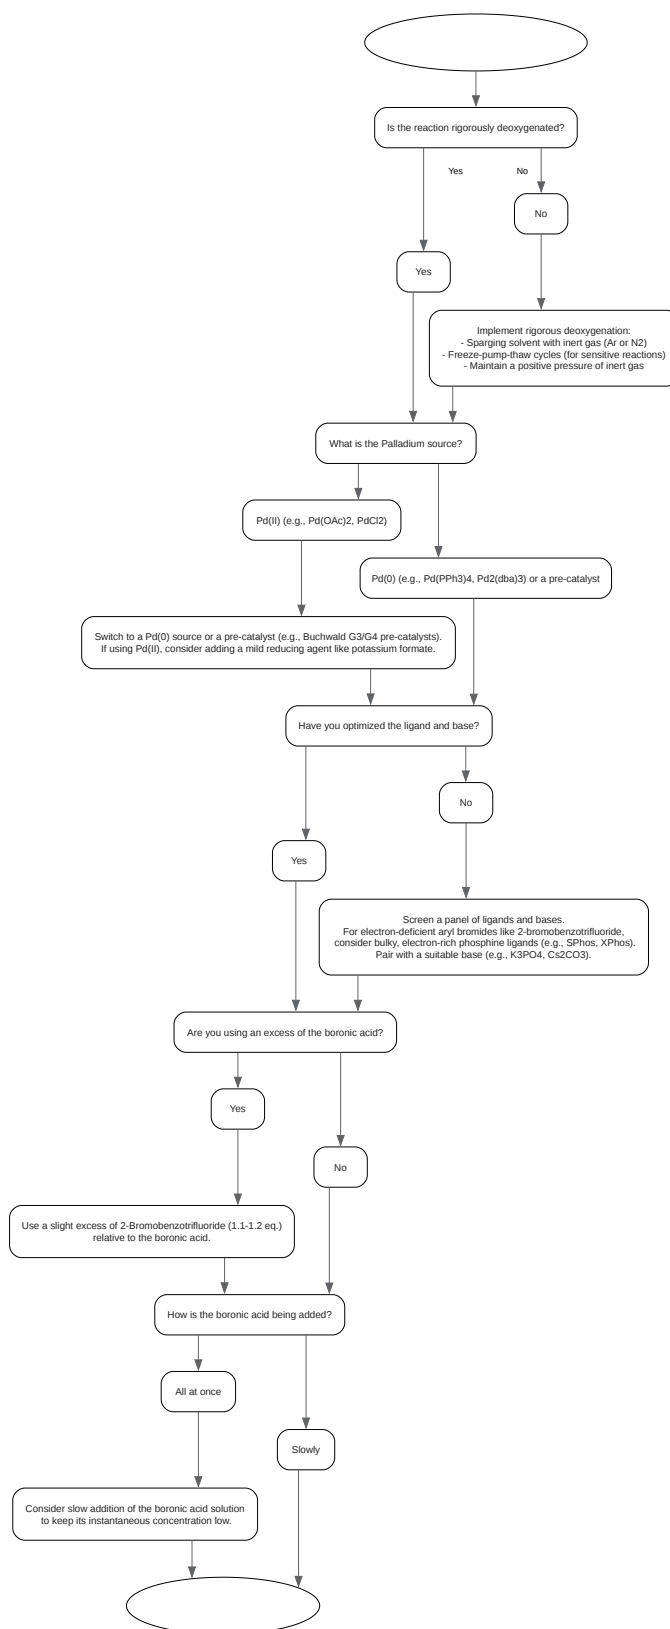 Is the reaction rigorously deoxygenated?
Yes
No
No
Yes
Implement rigorous deoxygenation:
- Sparging solvent with inert gas (Ar or N2)
- Freeze-pump-thaw cycles (for sensitive reactions)
- Maintain a positive pressure of inert gas
What is the Palladium source?
Pd(II) (e.g., Pd(OAc)2, PdCl2)
Pd(0) (e.g., Pd(PPh3)4, Pd2(dba)3) or a pre-catalyst
Switch to a Pd(0) source or a pre-catalyst (e.g., Buchwald G3/G4 pre-catalysts).
If using Pd(II), consider adding a mild reducing agent like potassium formate.
Have you optimized the ligand and base?
No
Yes
Screen a panel of ligands and bases.
For electron-deficient aryl bromides like 2-bromobenzotrifluoride,
consider bulky, electron-rich phosphine ligands (e.g., SPhos, XPhos).
Pair with a suitable base (e.g., K3PO4, Cs2CO3).
Are you using an excess of the boronic acid?
Yes
No
Use a slight excess of 2-Bromobenzotrifluoride (1.1-1.2 eq.)
relative to the boronic acid.
How is the boronic acid being added?
All at once
Slowly
Consider slow addition of the boronic acid solution
to keep its instantaneous concentration low.